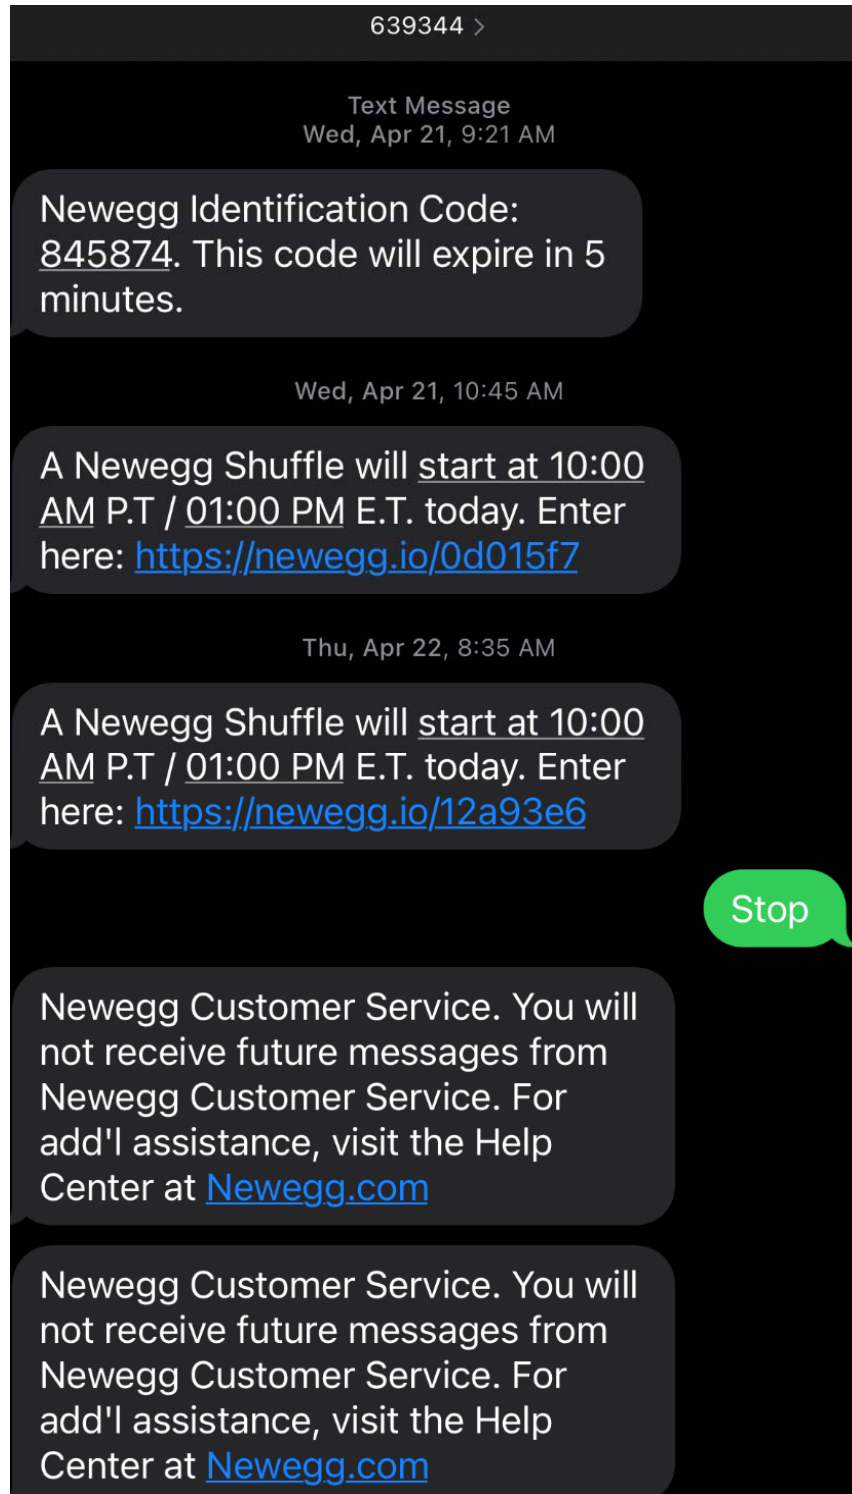 639344 >
Text Message
Wed, Apr 21, 9:21 AM
Newegg Identification Code:
845874. This code will expire in 5
minutes.
Wed, Apr 21, 10:45 AM
A Newegg Shuffle will start at 10:00
AM P.T / 01:00 PM E.T. today. Enter
here: https://newegg.io/0d015f7
Thu, Apr 22, 8:35 AM
A Newegg Shuffle will start at 10:00
AM P.T / 01:00 PM E.T. today. Enter
here: https://newegg.io/12a93e6
Stop
Newegg Customer Service. You will
not receive future messages from
Newegg Customer Service. For
add'l assistance, visit the Help
Center at Newegg.com
Newegg Customer Service. You will
not receive future messages from
Newegg Customer Service. For
add'l assistance, visit the Help
Center at Newegg.com